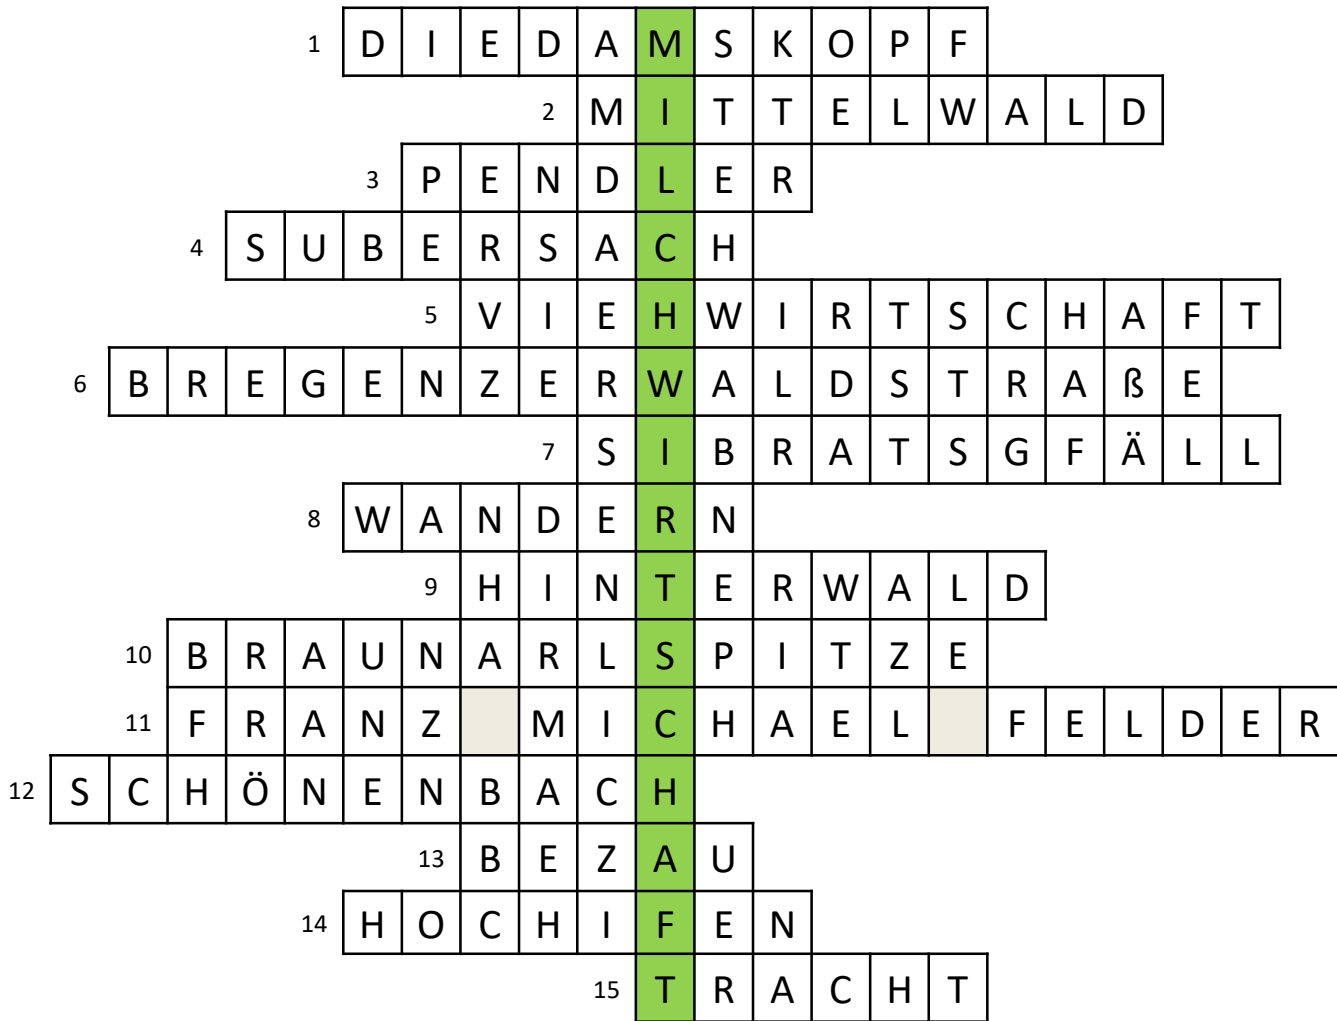 1 DIEDAMSKOPF
2 MITTELWALD
3 PENDLER
4 SUBERSACH
5 VIEHWIRTSCHAFT
6 BREGENZERWALDSTRAßE
7 SIBRATSGFÄLL
8 WANDERN
9 HINTERWALD
10 BRAUNARLSPITZE
11 FRANZ MICHAEL FELDER
12 SCHÖNENBACH
13 BEZAU
14 HOCHIFEN
15 TRACHT